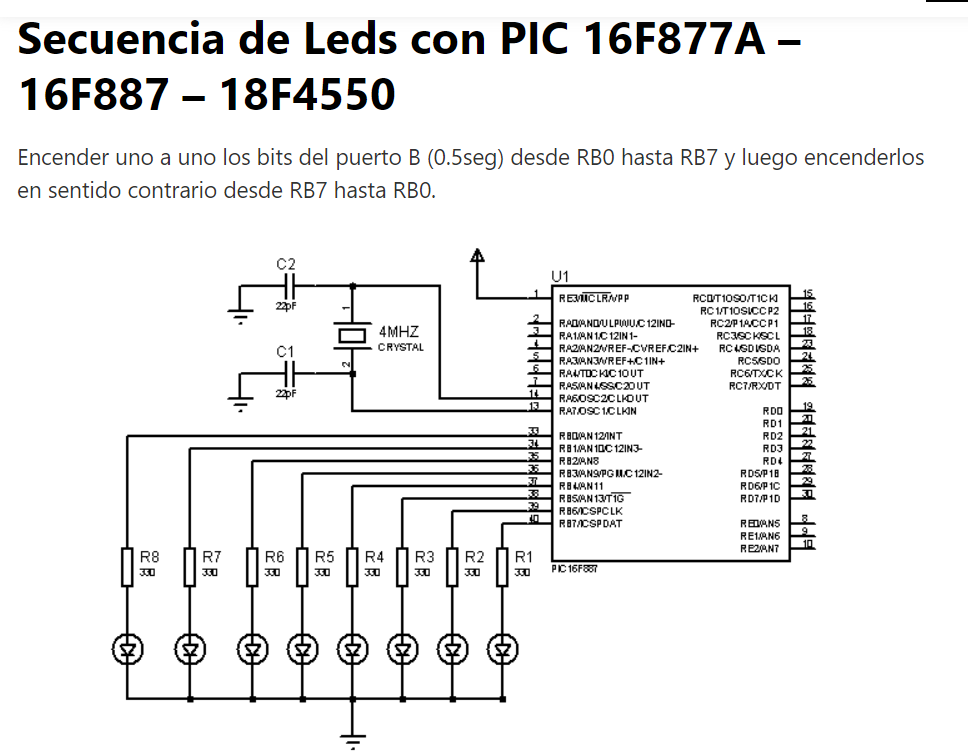 Secuencia de Leds con PIC 16F877A –
16F887 – 18F4550
Encender uno a uno los bits del puerto B (0.5seg) desde RB0 hasta RB7 y luego encenderlos
en sentido contrario desde RB7 hasta RB0.
C2
22pF
1
4MHZ
CRYSTAL
2
C1
22pF
U1
1 RE3/MCLR/VPP RC0/T1OSO/T1CKI 15
RC1/T1OSI/CCP2 16
2 RA0/AN0/ULPWU/C12IN0- RC2/P1A/CCP1 17
3 RA1/AN1/C12IN1- RC3/SCK/SCL 18
4 RA2/AN2/VREF-/CVREF/C2IN+ RC4/SDI/SDA 23
5 RA3/AN3/VREF+/C1IN+ RC5/SDO 24
6 RA4/T0CKI/C1OUT RC6/TX/CK 25
7 RA5/AN4/SS/C2OUT RC7/RX/DT 26
14 RA6/OSC2/CLKOUT
13 RA7/OSC1/CLKIN RD0 19
RD1 20
33 RB0/AN12/INT RD2 21
34 RB1/AN10/C12IN3- RD3 22
35 RB2/AN8 RD4 27
36 RB3/AN9/PGM/C12IN2- RD5/P1B 28
37 RB4/AN11 RD6/P1C 29
38 RB5/AN13/T1G RD7/P1D 30
39 RB6/ICSPCLK
40 RB7/ICSPDAT RE0/AN5 8
RE1/AN6 9
RE2/AN7 10
PIC16F887
R8 R7 R6 R5 R4 R3 R2 R1
330 330 330 330 330 330 330 330